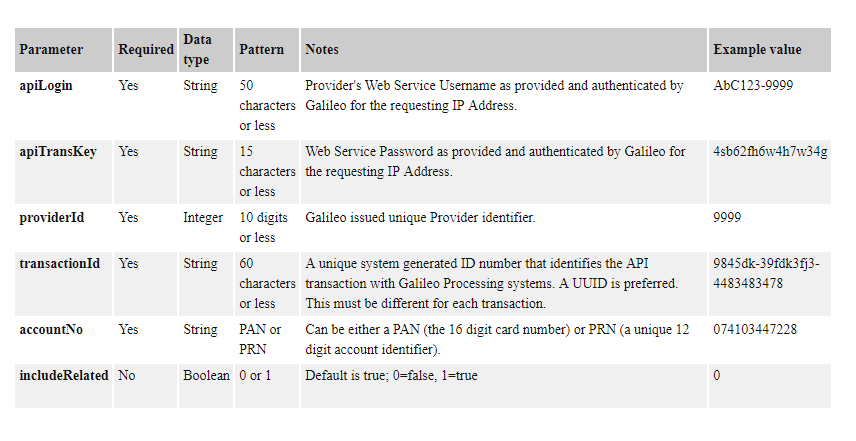 Parameter Required Data type Pattern Notes Example value
apiLogin Yes String 50 characters or less Provider's Web Service Username as provided and authenticated by Galileo for the requesting IP Address. AbC123-9999
apiTransKey Yes String 15 characters or less Web Service Password as provided and authenticated by Galileo for the requesting IP Address. 4sb62fh6w4h7w34g
providerId Yes Integer 10 digits or less Galileo issued unique Provider identifier. 9999
transactionId Yes String 60 characters or less A unique system generated ID number that identifies the API transaction with Galileo Processing systems. A UUID is preferred. This must be different for each transaction. 9845dk-39fdk3fj3-4483483478
accountNo Yes String PAN or PRN Can be either a PAN (the 16 digit card number) or PRN (a unique 12 digit account identifier). 074103447228
includeRelated No Boolean 0 or 1 Default is true; 0=false, 1=true 0